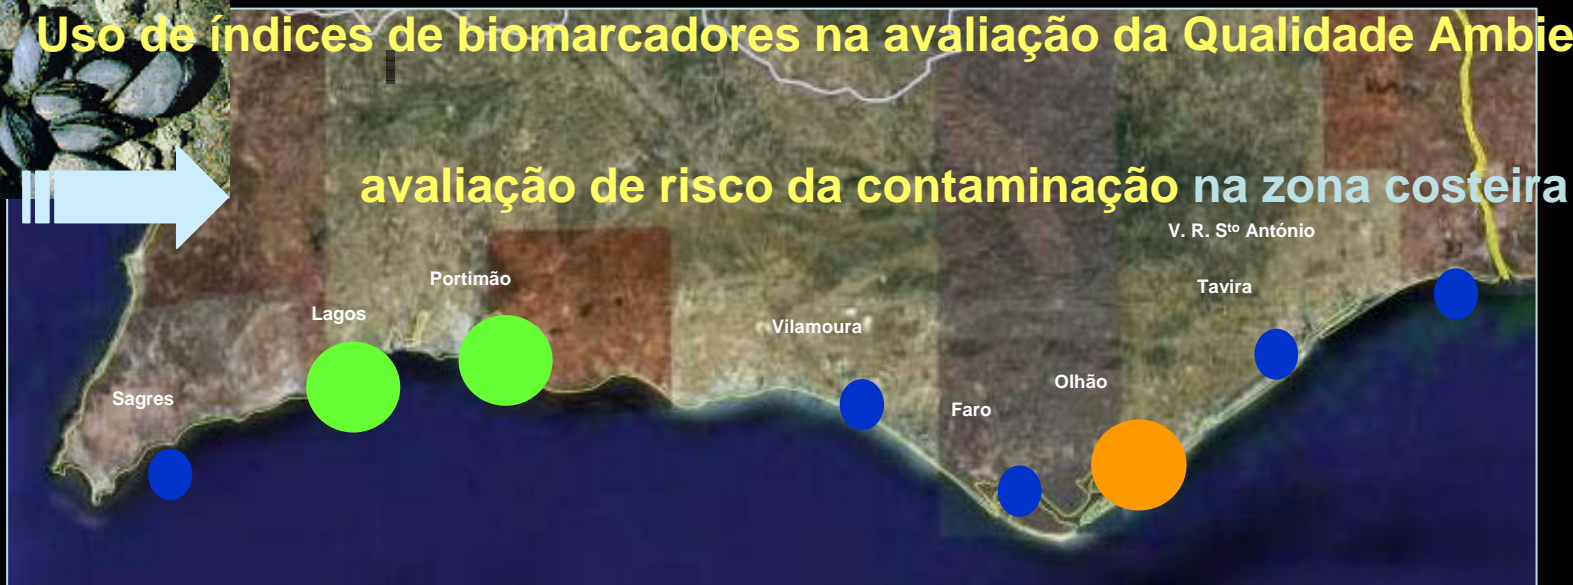 Uso de índices de biomarcadores na avaliação da Qualidade Ambie
avaliação de risco da contaminação na zona costeira
V. R. Sto António
Portimão
Tavira
Lagos
Vilamoura
Olhão
Sagres
Faro